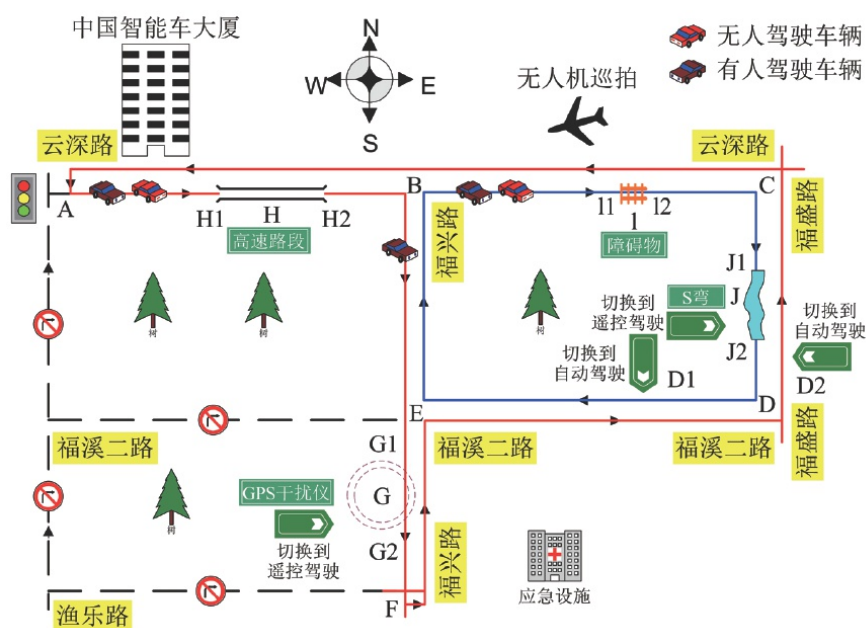 中国智能车大厦
N
W
E
S
无人驾驶车辆
有人驾驶车辆
无人机巡拍
云深路
云深路
A
H1
H
H2
高速路段
B
福兴路
I1
I
I2
障碍物
C
福盛路
J1
S弯
J
J2
切换到
遥控驾驶
切换到
自动驾驶
D1
切换到
自动驾驶
D2
树
树
树
D
E
福溪二路
福溪二路
福溪二路
福盛路
G1
GPS干扰仪
G
G2
切换到
遥控驾驶
树
福兴路
应急设施
渔乐路
F